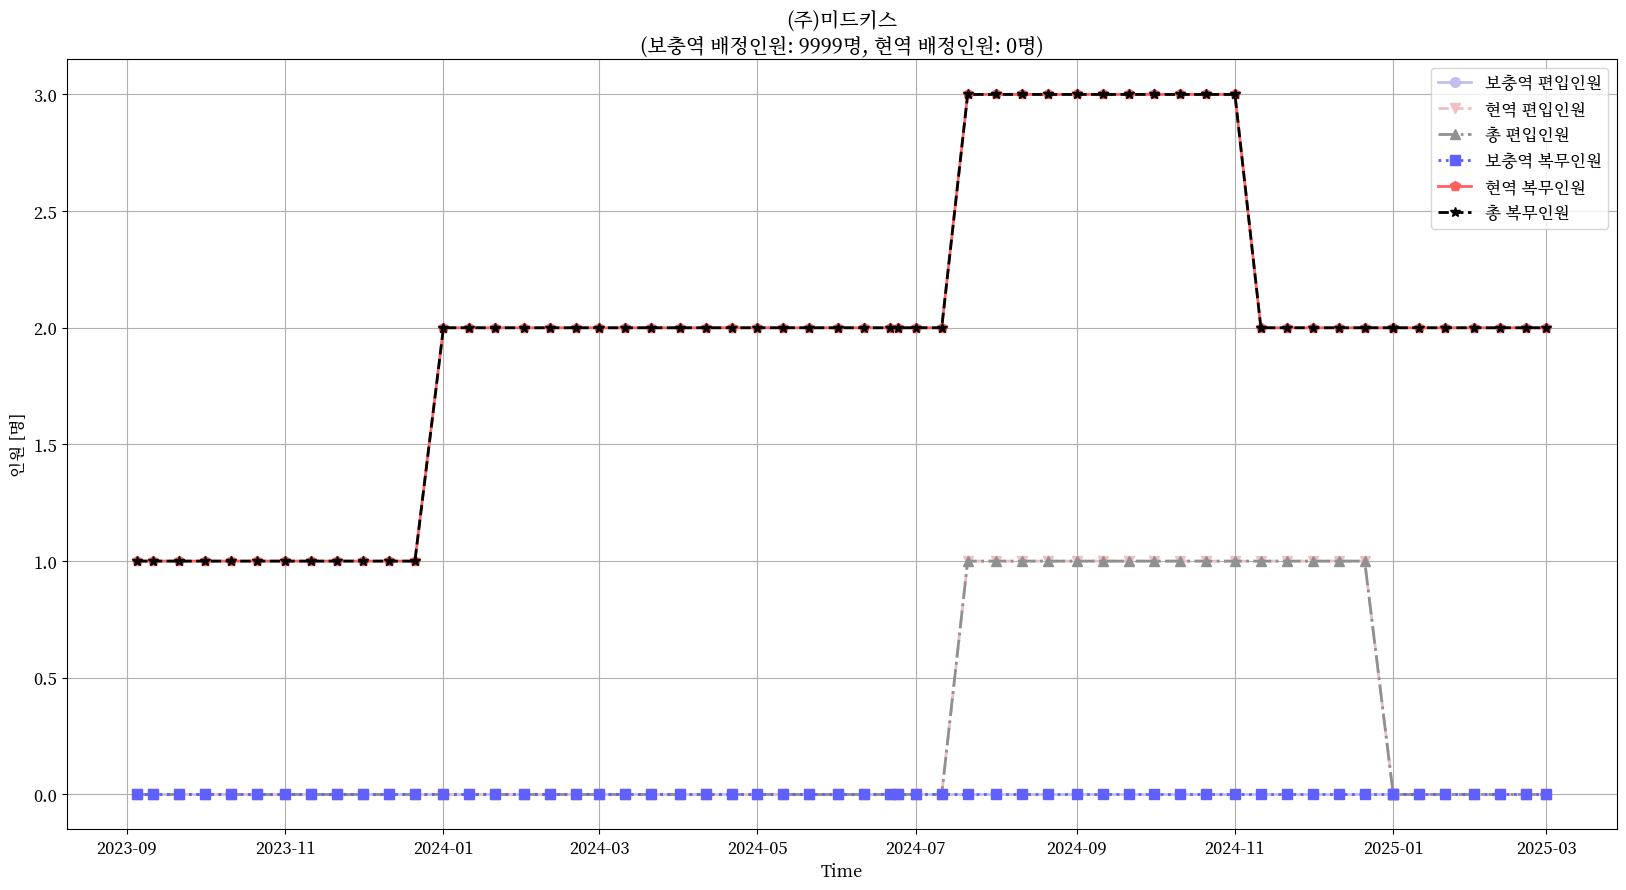 (주)미드키스
(보충역 배정인원: 9999명, 현역 배정인원: 0명)
보충역 편입인원
현역 편입인원
총 편입인원
보충역 복무인원
현역 복무인원
총 복무인원
인원 [명]
3.0
2.5
2.0
1.5
1.0
0.5
0.0
2023-09
2023-11
2024-01
2024-03
2024-05
2024-07
2024-09
2024-11
2025-01
2025-03
Time